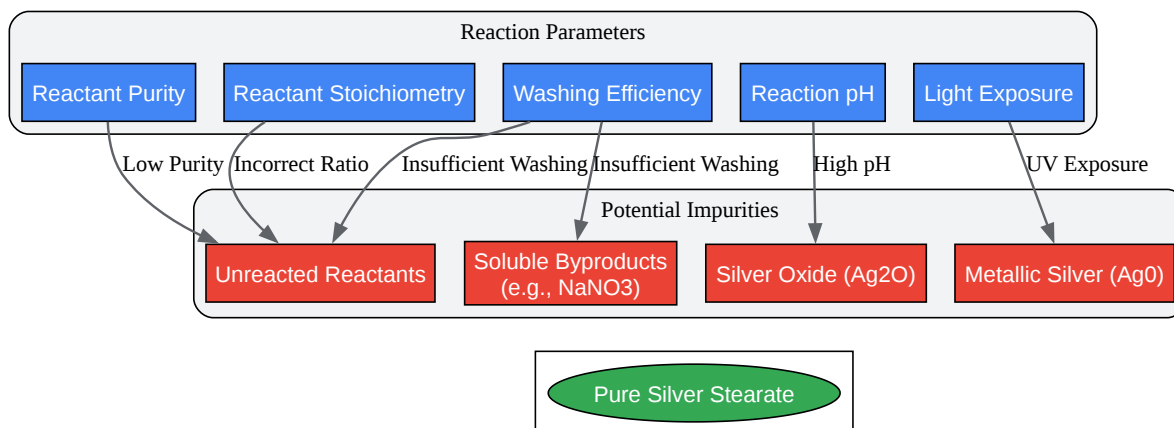 Reaction Parameters
Reactant Purity
Reactant Stoichiometry
Washing Efficiency
Reaction pH
Light Exposure
Low Purity
Incorrect Ratio
Insufficient Washing
Insufficient Washing
High pH
UV Exposure
Potential Impurities
Unreacted Reactants
Soluble Byproducts
(e.g., NaNO3)
Silver Oxide (Ag2O)
Metallic Silver (Ag0)
Pure Silver Stearate